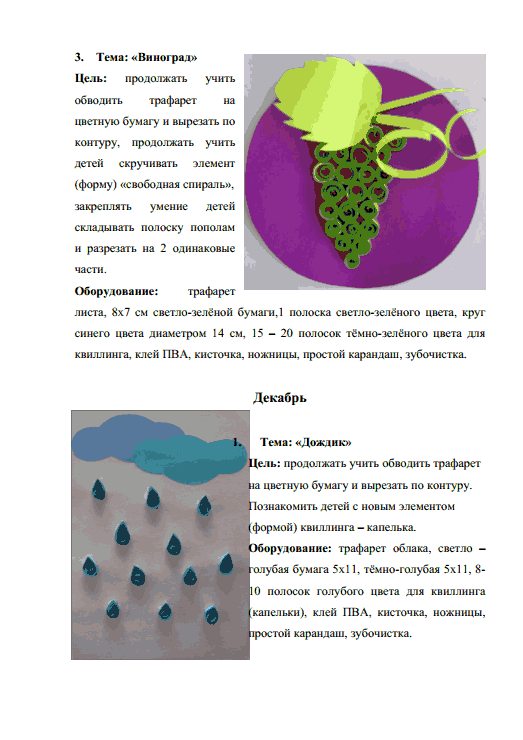 3. Тема: «Виноград»
Цель: продолжать учить
обводить трафарет на
цветную бумагу и вырезать по
контуру, продолжать учить
детей скручивать элемент
(форму) «свободная спираль»,
закреплять умение детей
складывать полоску пополам
и разрезать на 2 одинаковые
части.
Оборудование: трафарет
листа, 8х7 см светло-зелёной бумаги,1 полоска светло-зелёного цвета, круг
синего цвета диаметром 14 см, 15 – 20 полосок тёмно-зелёного цвета для
квиллинга, клей ПВА, кисточка, ножницы, простой карандаш, зубочистка.
Декабрь
1. Тема: «Дождик»
Цель: продолжать учить обводить трафарет
на цветную бумагу и вырезать по контуру.
Познакомить детей с новым элементом
(формой) квиллинга – капелька.
Оборудование: трафарет облака, светло –
голубая бумага 5х11, тёмно-голубая 5х11, 8-
10 полосок голубого цвета для квиллинга
(капельки), клей ПВА, кисточка, ножницы,
простой карандаш, зубочистка.